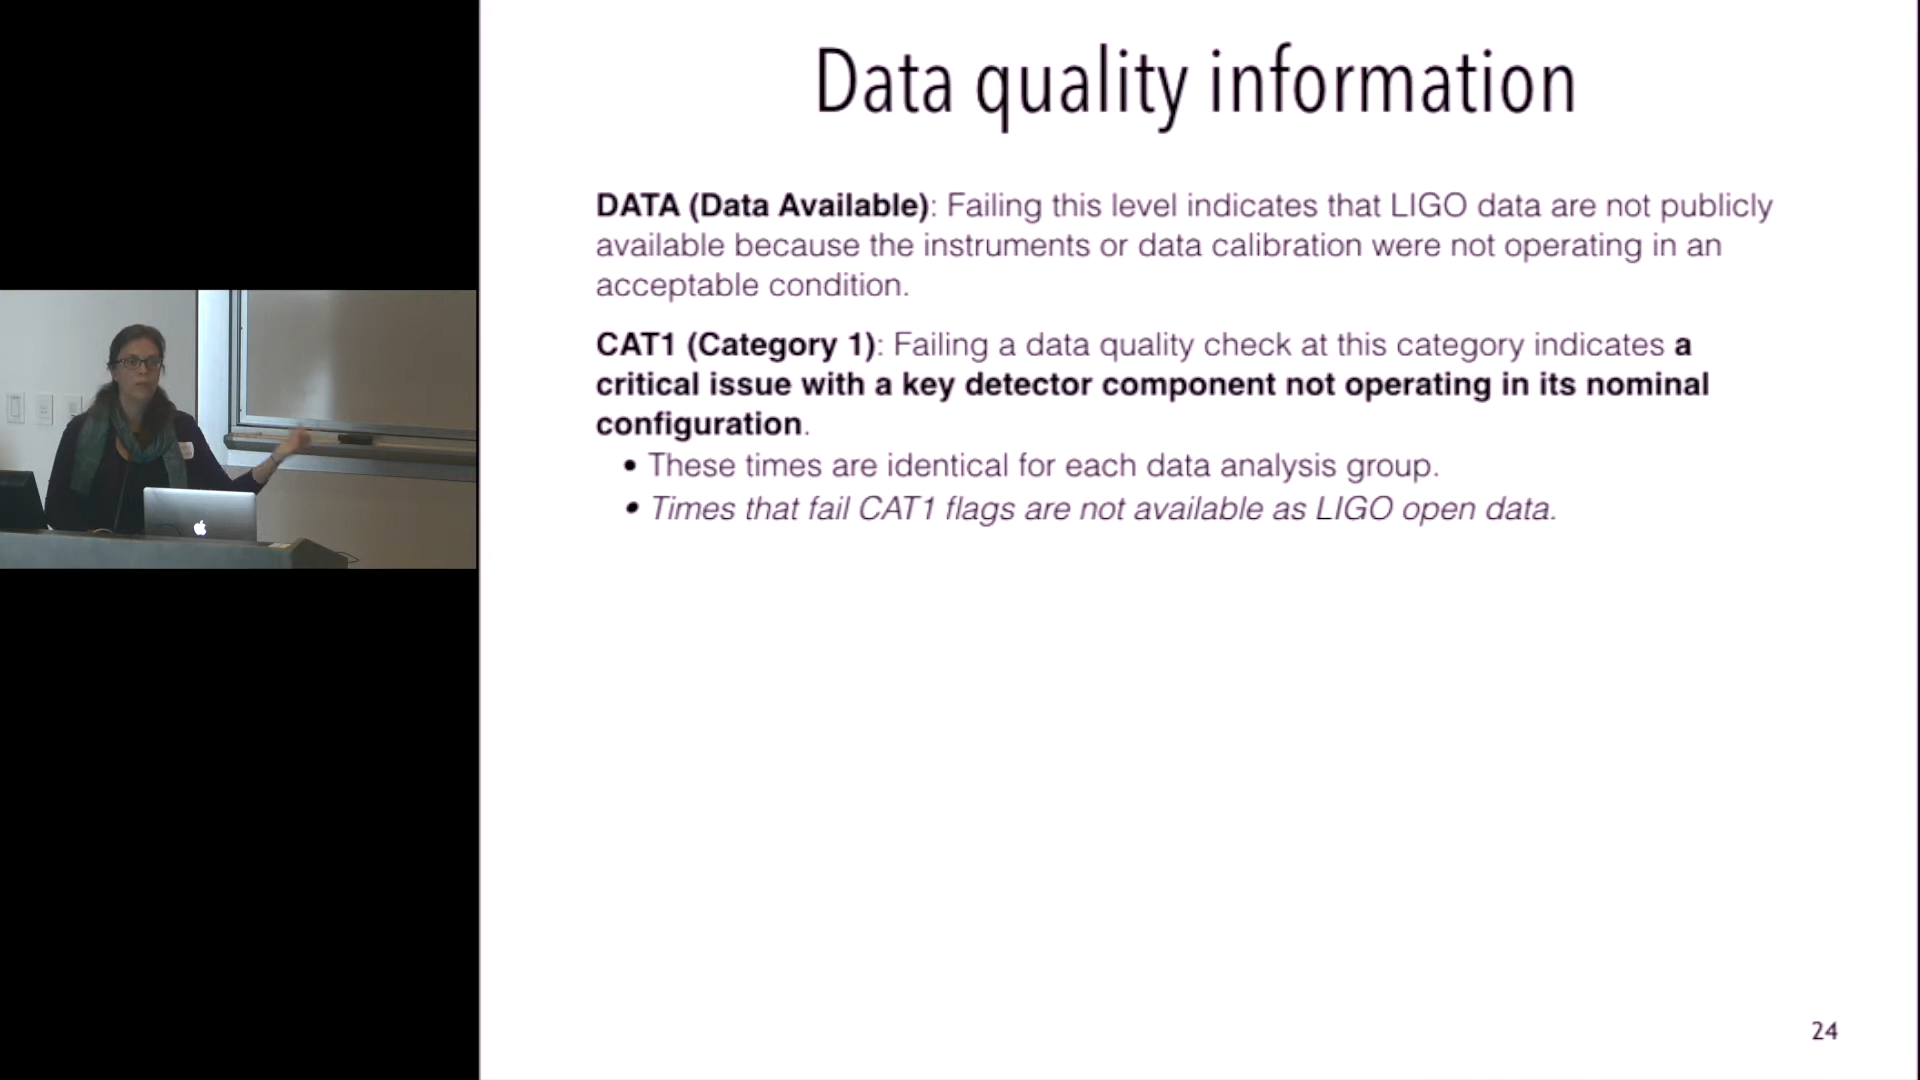 Data quality information
DATA (Data Available): Failing this level indicates that LIGO data are not publicly
available because the instruments or data calibration were not operating in an
acceptable condition.
CAT1 (Category 1): Failing a data quality check at this category indicates a
critical issue with a key detector component not operating in its nominal
configuration.
• These times are identical for each data analysis group.
• Times that fail CAT1 flags are not available as LIGO open data.
24